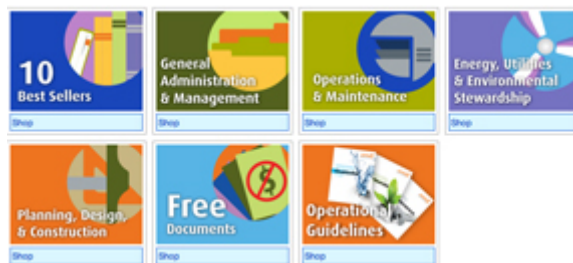 10
Best Sellers
General
Administration
& Management
Operations
& Maintenance
Energy, Utilities
& Environmental
Stewardship
Shop
Shop
Shop
Shop
Planning, Design,
& Construction
Free
Documents
Operational
Guidelines
Shop
Shop
Shop